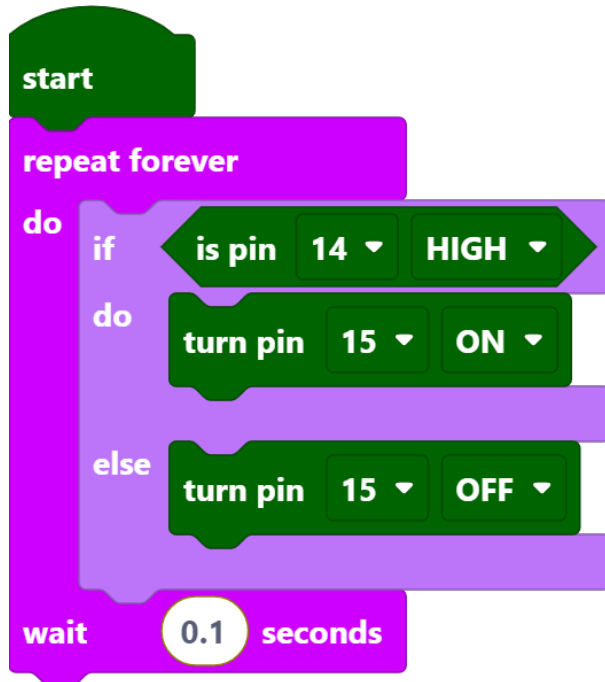 start
repeat forever
do
if is pin 14 HIGH
do
turn pin 15 ON
else
turn pin 15 OFF
wait 0.1 seconds